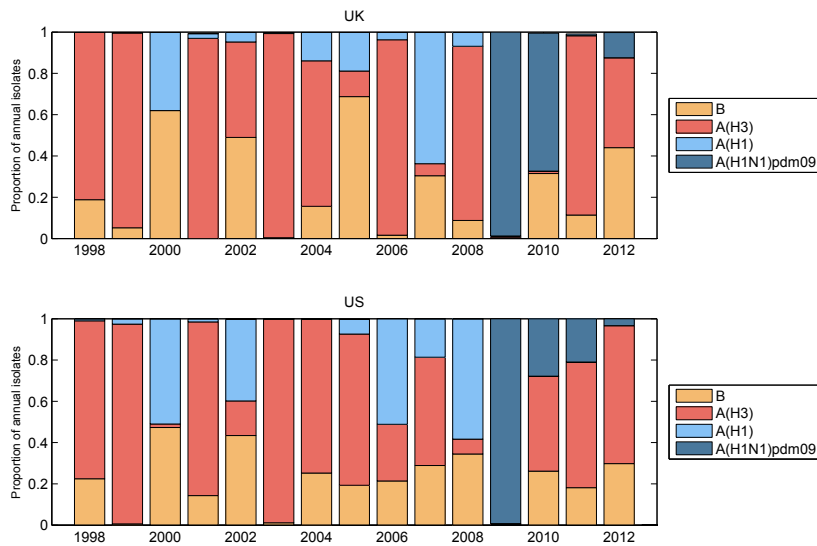 UK
Proportion of annual isolates
1
0.8
0.6
0.4
0.2
0
1998 2000 2002 2004 2006 2008 2010 2012
B
A(H3)
A(H1)
A(H1N1)pdm09
US
Proportion of annual isolates
1
0.8
0.6
0.4
0.2
0
1998 2000 2002 2004 2006 2008 2010 2012
B
A(H3)
A(H1)
A(H1N1)pdm09